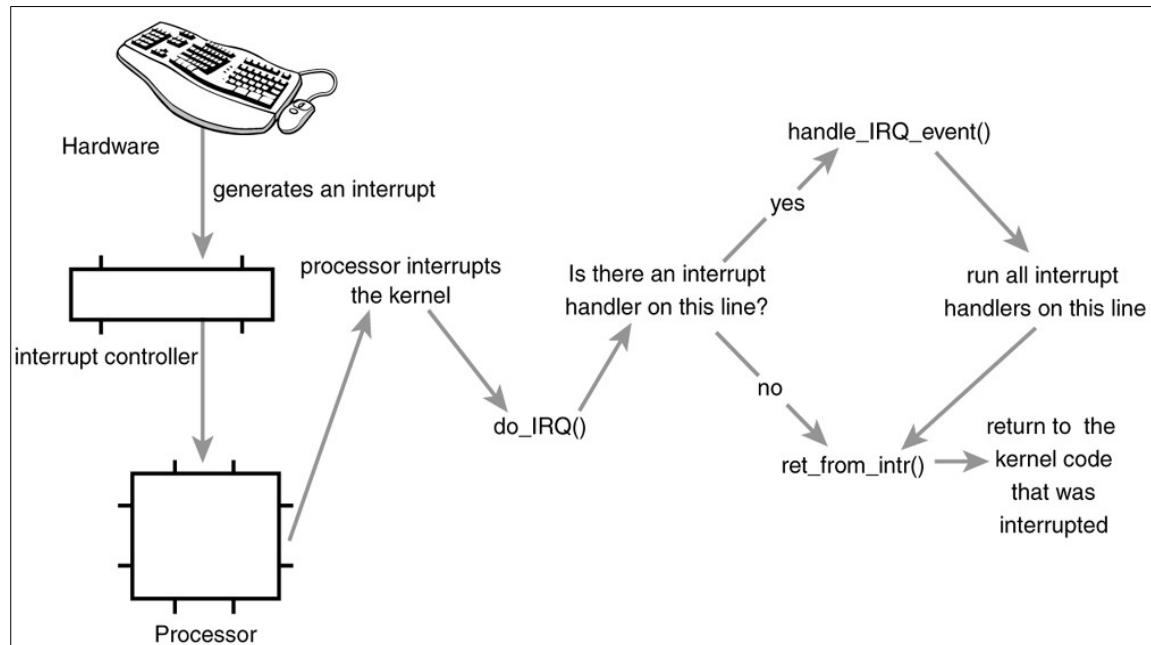 Hardware
generates an interrupt
interrupt controller
Processor
processor interrupts
the kernel
do_IRQ()
Is there an interrupt
handler on this line?
yes
no
handle_IRQ_event()
run all interrupt
handlers on this line
ret_from_intr()
return to the
kernel code
that was
interrupted